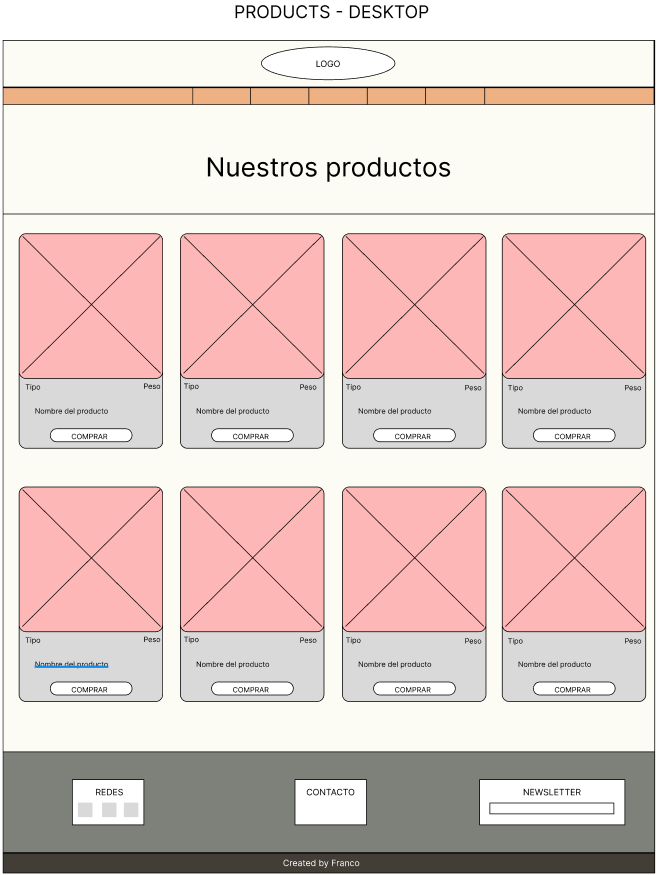 PRODUCTS - DESKTOP
LOGO
Nuestros productos
Tipo Peso Tipo Peso Tipo Peso Tipo Peso
Nombre del producto Nombre del producto Nombre del producto Nombre del producto
COMPRAR COMPRAR COMPRAR COMPRAR
Tipo Peso Tipo Peso Tipo Peso Tipo Peso
Nombre del producto Nombre del producto Nombre del producto Nombre del producto
COMPRAR COMPRAR COMPRAR COMPRAR
REDES CONTACTO NEWSLETTER
Created by Franco